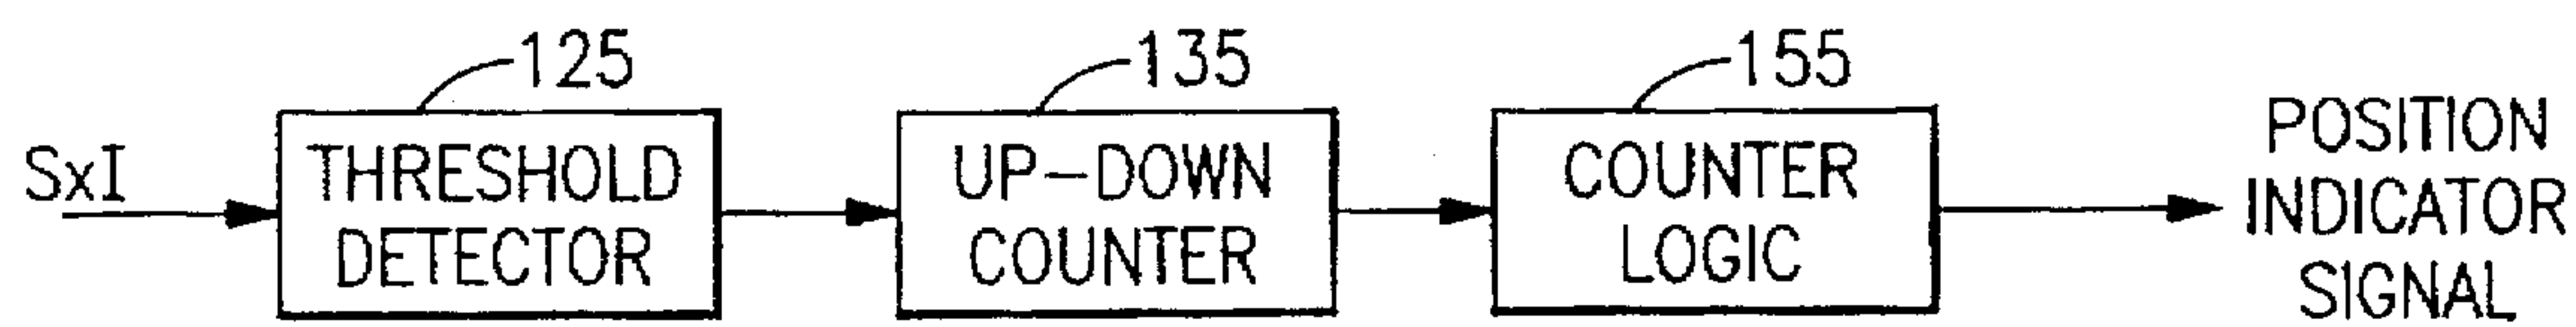 125
135
155
SxI
THRESHOLD
DETECTOR
UP-DOWN
COUNTER
COUNTER
LOGIC
POSITION
INDICATOR
SIGNAL